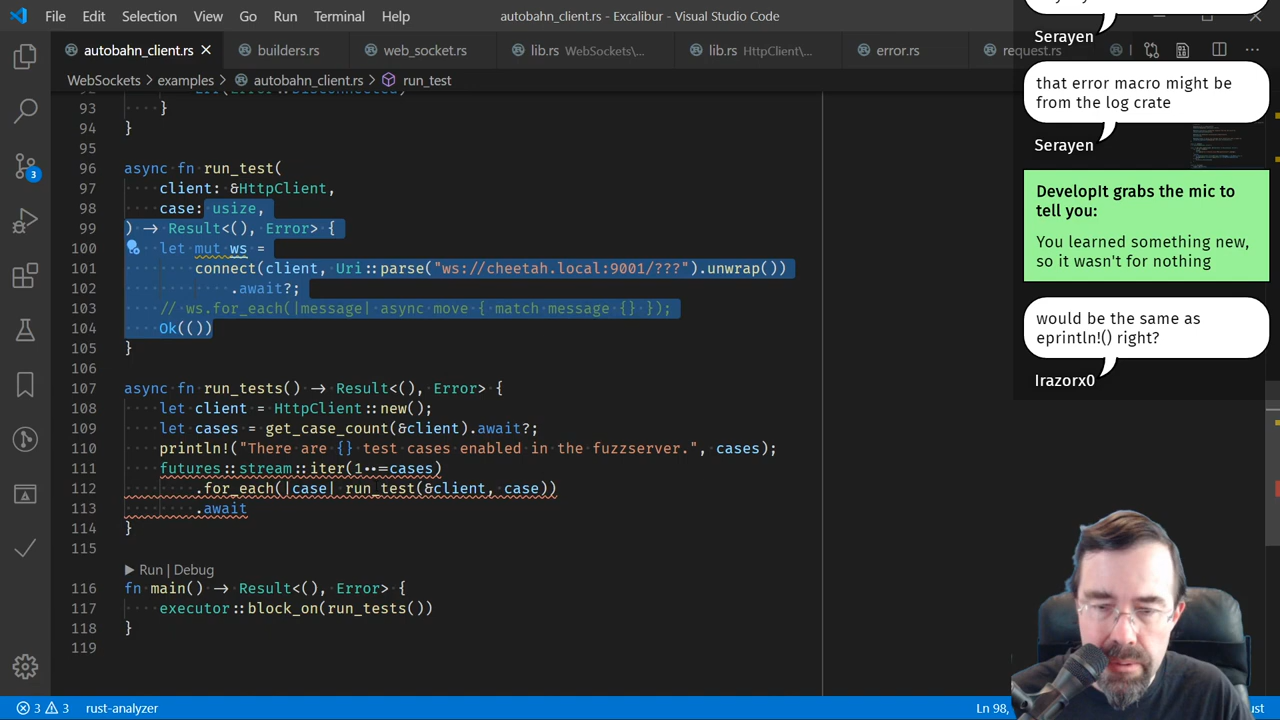 File Edit Selection View Go Run Terminal Help
autobahn_client.rs - Excalibur - Visual Studio Code
autobahn_client.rs × builders.rs web_socket.rs lib.rs WebSockets\... lib.rs HttpClient\... error.rs request.rs
WebSockets > examples > autobahn_client.rs > run_test
93 }
94 }
95
96 async fn run_test(
97 client: &HttpClient,
98 case: usize,
99 ) -> Result<(), Error> {
100 let mut ws =
101 connect(client, Uri::parse("ws://cheetah.local:9001/???").unwrap())
102 .await?;
103 // ws.for_each(|message| async move { match message {} });
104 Ok(())
105 }
106
107 async fn run_tests() -> Result<(), Error> {
108 let client = HttpClient::new();
109 let cases = get_case_count(&client).await?;
110 println!("There are {} test cases enabled in the fuzzserver.", cases);
111 futures::stream::iter(1..=cases)
112 .for_each(|case| run_test(&client, case))
113 .await
114 }
115
Run | Debug
116 fn main() -> Result<(), Error> {
117 executor::block_on(run_tests())
118 }
119
3
Serayen
that error macro might be
from the log crate
Serayen
DevelopIt grabs the mic to
tell you:
You learned something new,
so it wasn't for nothing
would be the same as
eprintln!() right?
Irazorx0
3 3 rust-analyzer
Ln 98,